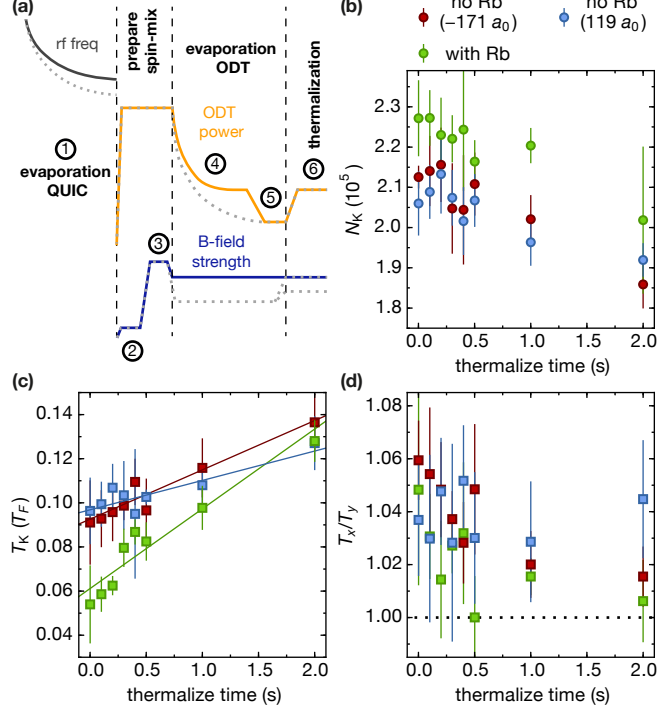 (a)
rf freq
prepare
spin-mix
evaporation
ODT
thermalization
ODT
power
1
evaporation
QUIC
4
5
6
3
B-field
strength
2
(b)
no Rb
(−171 a0)
no Rb
(119 a0)
with Rb
NK (10^5)
2.3
2.2
2.1
2.0
1.9
1.8
0.0 0.5 1.0 1.5 2.0
thermalize time (s)
(c)
TK (TF)
0.14
0.12
0.10
0.08
0.06
0.04
0.0 0.5 1.0 1.5 2.0
thermalize time (s)
(d)
Tx/Ty
1.08
1.06
1.04
1.02
1.00
0.98
0.0 0.5 1.0 1.5 2.0
thermalize time (s)